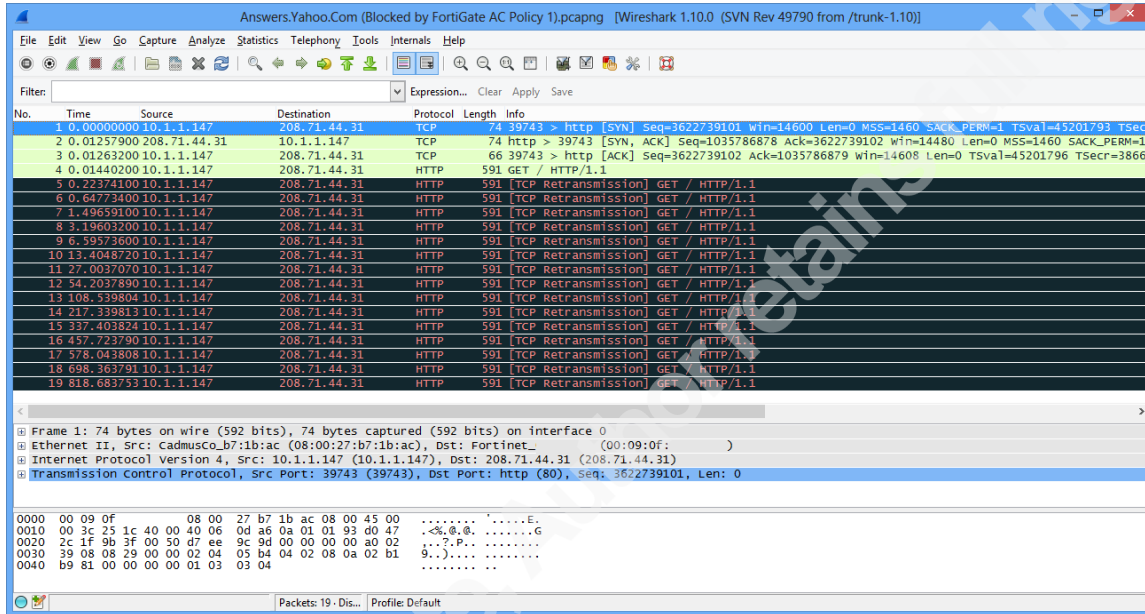 Answers.Yahoo.Com (Blocked by FortiGate AC Policy 1).pcapng [Wireshark 1.10.0 (SVN Rev 49790 from /trunk-1.10)]
File Edit View Go Capture Analyze Statistics Telephony Tools Internals Help
Filter: Expression... Clear Apply Save
No. Time Source Destination Protocol Length Info
1 0.00000000 10.1.1.147 208.71.44.31 TCP 74 39743 > http [SYN] Seq=3622739101 Win=14600 Len=0 MSS=1460 SACK_PERM=1 TSval=45201793 TSec
2 0.01257900 208.71.44.31 10.1.1.147 TCP 74 http > 39743 [SYN, ACK] Seq=1035786878 Ack=3622739102 Win=14480 Len=0 MSS=1460 SACK_PERM=1
3 0.01263200 10.1.1.147 208.71.44.31 TCP 66 39743 > http [ACK] Seq=3622739102 Ack=1035786879 Win=14608 Len=0 TSval=45201796 TSecr=3866
4 0.01440200 10.1.1.147 208.71.44.31 HTTP 591 GET / HTTP/1.1
5 0.22374100 10.1.1.147 208.71.44.31 HTTP 591 [TCP Retransmission] GET / HTTP/1.1
6 0.64773400 10.1.1.147 208.71.44.31 HTTP 591 [TCP Retransmission] GET / HTTP/1.1
7 1.49659100 10.1.1.147 208.71.44.31 HTTP 591 [TCP Retransmission] GET / HTTP/1.1
8 3.19603200 10.1.1.147 208.71.44.31 HTTP 591 [TCP Retransmission] GET / HTTP/1.1
9 6.59573600 10.1.1.147 208.71.44.31 HTTP 591 [TCP Retransmission] GET / HTTP/1.1
10 13.4048720 10.1.1.147 208.71.44.31 HTTP 591 [TCP Retransmission] GET / HTTP/1.1
11 27.0037070 10.1.1.147 208.71.44.31 HTTP 591 [TCP Retransmission] GET / HTTP/1.1
12 54.2037890 10.1.1.147 208.71.44.31 HTTP 591 [TCP Retransmission] GET / HTTP/1.1
13 108.539804 10.1.1.147 208.71.44.31 HTTP 591 [TCP Retransmission] GET / HTTP/1.1
14 217.339813 10.1.1.147 208.71.44.31 HTTP 591 [TCP Retransmission] GET / HTTP/1.1
15 337.403824 10.1.1.147 208.71.44.31 HTTP 591 [TCP Retransmission] GET / HTTP/1.1
16 457.723790 10.1.1.147 208.71.44.31 HTTP 591 [TCP Retransmission] GET / HTTP/1.1
17 578.043808 10.1.1.147 208.71.44.31 HTTP 591 [TCP Retransmission] GET / HTTP/1.1
18 698.363791 10.1.1.147 208.71.44.31 HTTP 591 [TCP Retransmission] GET / HTTP/1.1
19 818.683753 10.1.1.147 208.71.44.31 HTTP 591 [TCP Retransmission] GET / HTTP/1.1
Frame 1: 74 bytes on wire (592 bits), 74 bytes captured (592 bits) on interface 0
Ethernet II, Src: CadmusCo_b7:1b:ac (08:00:27:b7:1b:ac), Dst: Fortinet_ (00:09:0f: )
Internet Protocol Version 4, Src: 10.1.1.147 (10.1.1.147), Dst: 208.71.44.31 (208.71.44.31)
Transmission Control Protocol, Src Port: 39743 (39743), Dst Port: http (80), Seq: 3622739101, Len: 0
0000 00 09 0f 08 00 27 b7 1b ac 08 00 45 00 ........ '.....E.
0010 00 3c 25 1c 40 00 40 06 0d a6 0a 01 01 93 d0 47 .<%.@.@. .......G
0020 2c 1f 9b 3f 00 50 d7 ee 9c 9d 00 00 00 00 a0 02 ,..?.P.. ........
0030 39 08 08 29 00 00 02 04 05 b4 04 02 08 0a 02 b1 9..).... ........
0040 b9 81 00 00 00 00 01 03 03 04 ........ ..
Packets: 19 · Dis... Profile: Default
, Author retains full rig